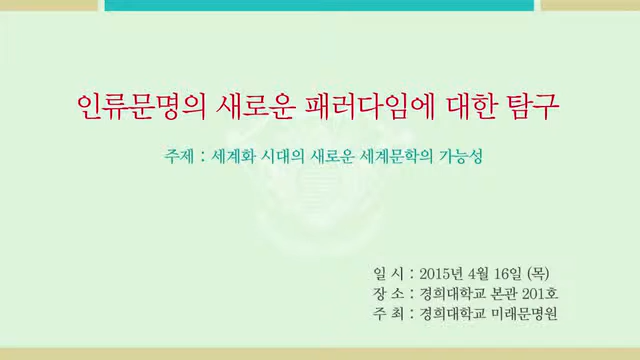 인류문명의 새로운 패러다임에 대한 탐구
주제 : 세계화 시대의 새로운 세계문학의 가능성
일 시 : 2015년 4월 16일 (목)
장 소 : 경희대학교 본관 201호
주 최 : 경희대학교 미래문명원